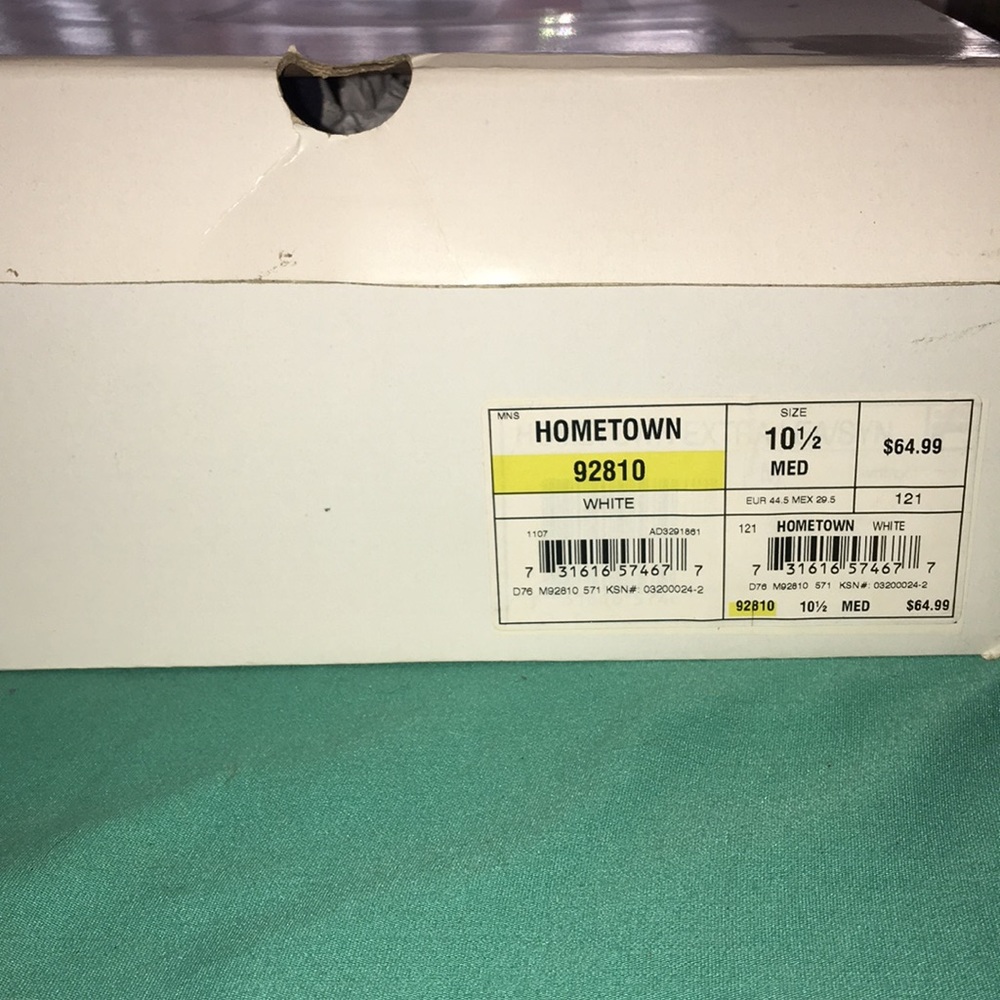 MNS
HOMETOWN
92810
WHITE
SIZE
10½
MED
$64.99
EUR 44.5 MEX 29.5
121
1107 AD3291861
7 31616 57467 7
D76 M92810 571 KSN#: 03200024-2
121 HOMETOWN WHITE
7 31616 57467 7
D76 M92810 571 KSN#: 03200024-2
92810 10½ MED $64.99